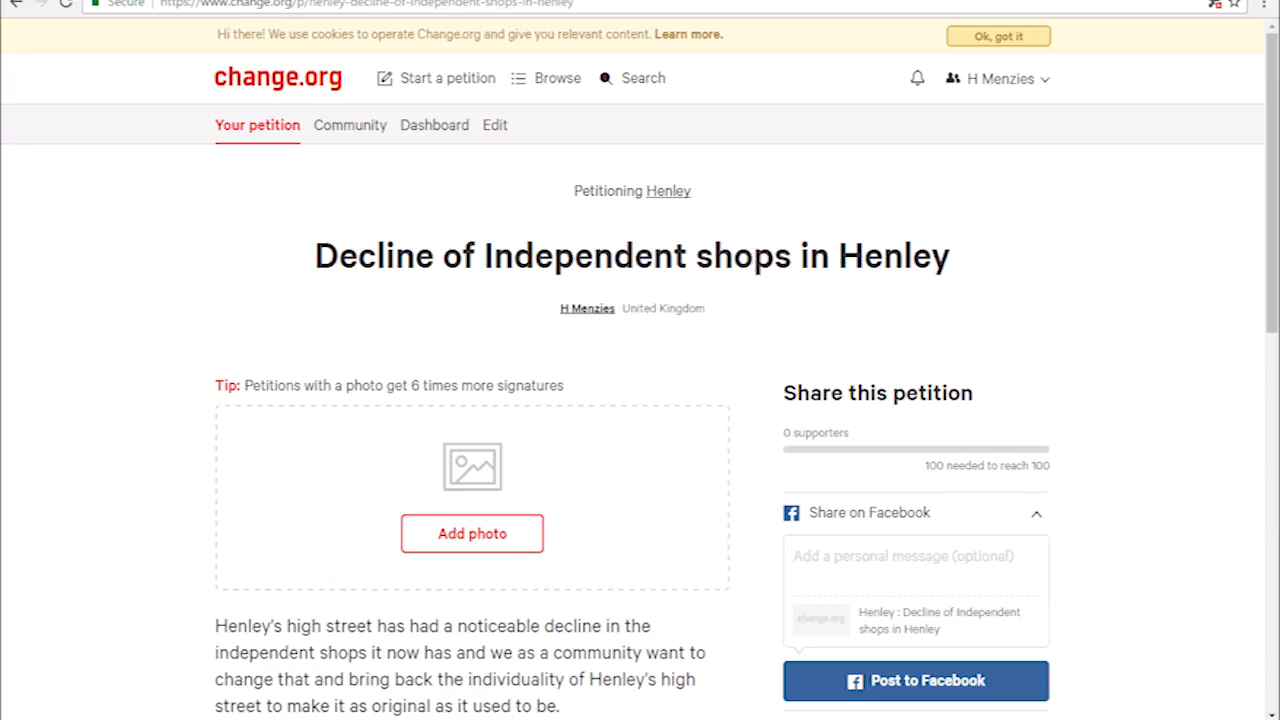 Secure https://www.change.org/p/henley-decline-of-independent-shops-in-henley
Hi there! We use cookies to operate Change.org and give you relevant content. Learn more.
Ok, got it
change.org Start a petition Browse Search H Menzies
Your petition Community Dashboard Edit
Petitioning Henley
Decline of Independent shops in Henley
H Menzies United Kingdom
Tip: Petitions with a photo get 6 times more signatures
Add photo
Henley's high street has had a noticeable decline in the
independent shops it now has and we as a community want to
change that and bring back the individuality of Henley's high
street to make it as original as it used to be.
Share this petition
0 supporters
100 needed to reach 100
Share on Facebook
Add a personal message (optional)
change.org
Henley : Decline of Independent
shops in Henley
Post to Facebook